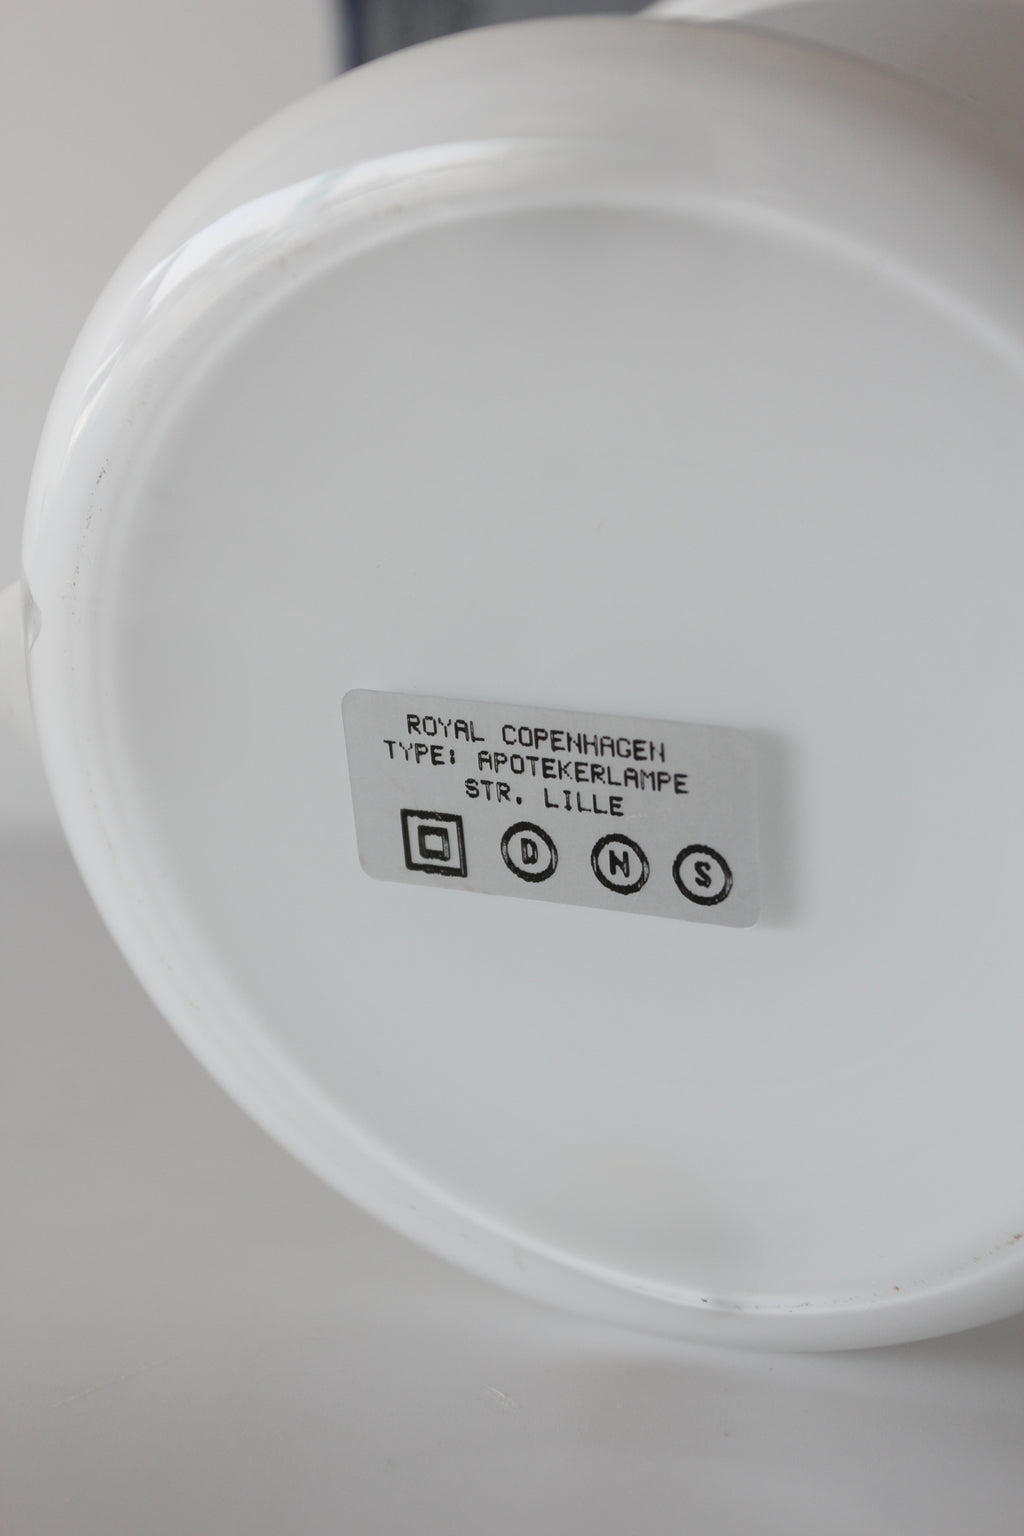 ROYAL COPENHAGEN
TYPE: APOTEKERLAMPE
STR. LILLE
D N S